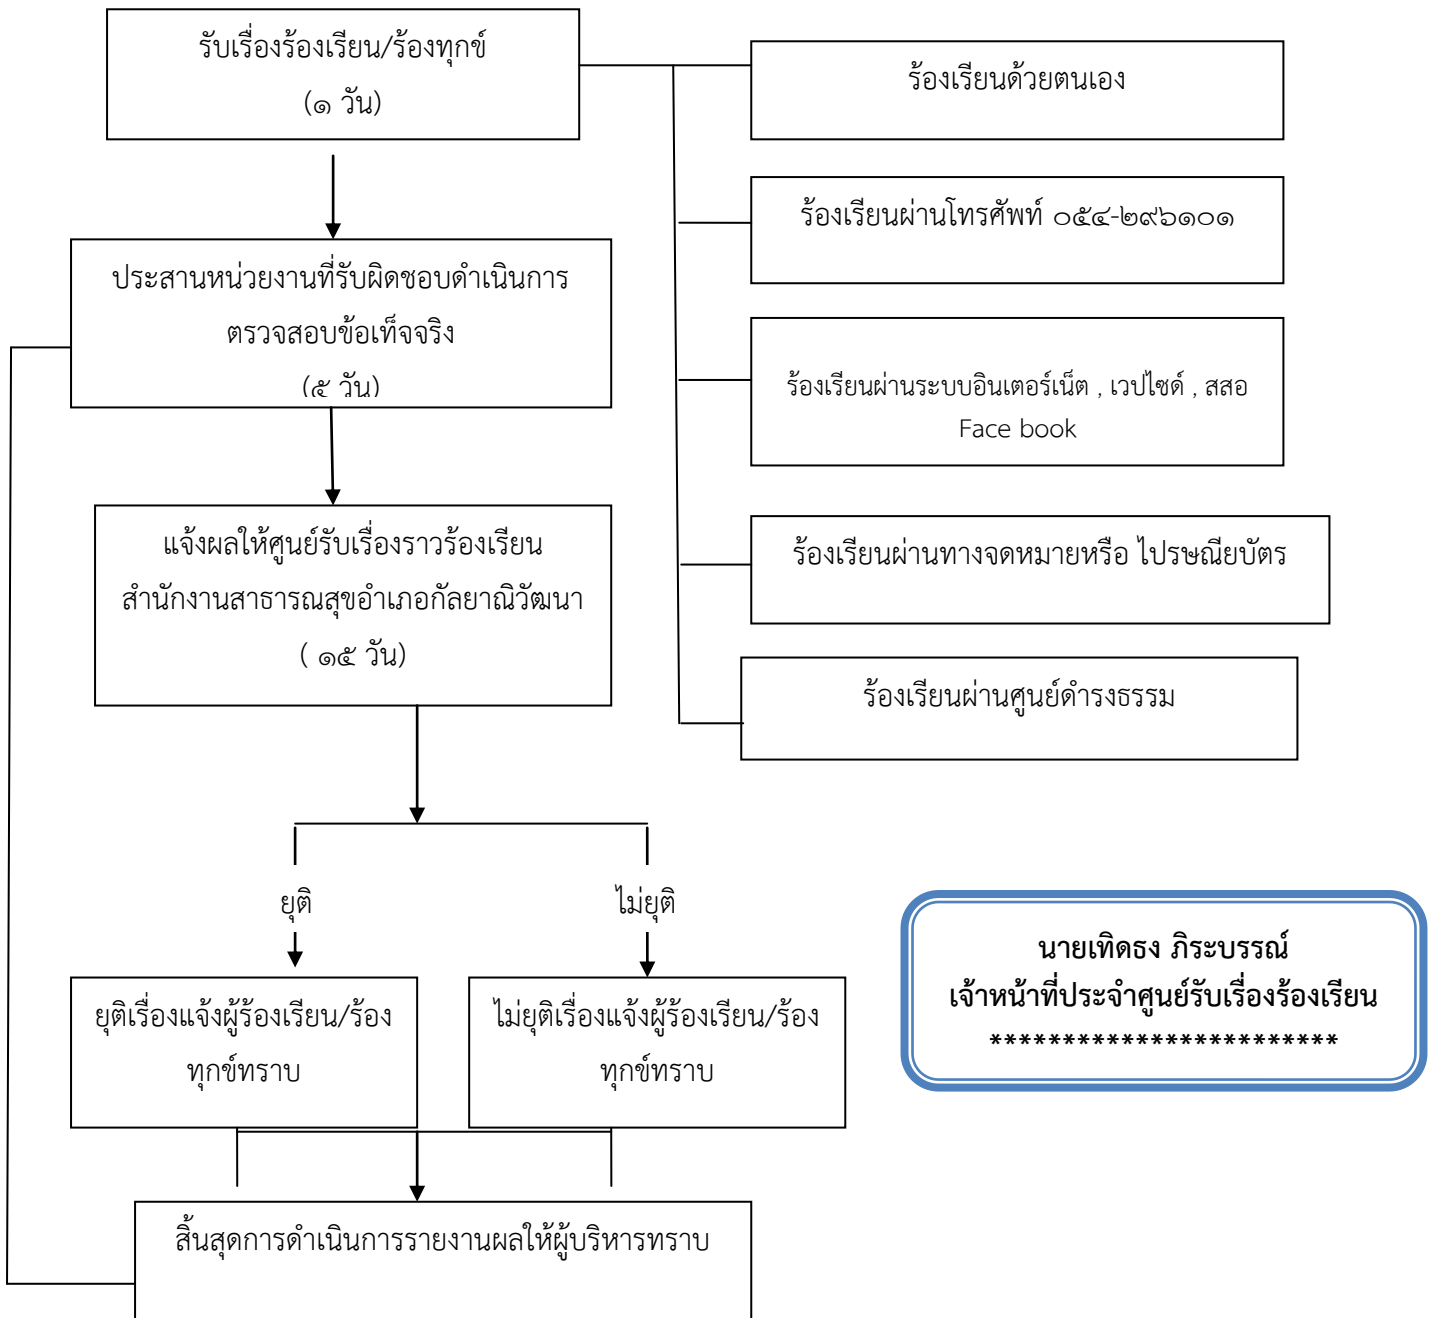 รับเรื่องร้องเรียน/ร้องทุกข์
(๑ วัน)
ร้องเรียนด้วยตนเอง
ร้องเรียนผ่านโทรศัพท์ ๐๕๔-๒๙๖๑๐๑
ประสานหน่วยงานที่รับผิดชอบดำเนินการ
ตรวจสอบข้อเท็จจริง
(๕ วัน)
ร้องเรียนผ่านระบบอินเตอร์เน็ต , เวปไซด์ , สสอ
Face book
แจ้งผลให้ศูนย์รับเรื่องราวร้องเรียน
สำนักงานสาธารณสุขอำเภอกัลยาณิวัฒนา
( ๑๕ วัน)
ร้องเรียนผ่านทางจดหมายหรือ ไปรษณียบัตร
ร้องเรียนผ่านศูนย์ดำรงธรรม
ยุติ
ไม่ยุติ
ยุติเรื่องแจ้งผู้ร้องเรียน/ร้อง
ทุกข์ทราบ
ไม่ยุติเรื่องแจ้งผู้ร้องเรียน/ร้อง
ทุกข์ทราบ
นายเทิดธง ภิระบรรณ์
เจ้าหน้าที่ประจำศูนย์รับเรื่องร้องเรียน
************************
สิ้นสุดการดำเนินการรายงานผลให้ผู้บริหารทราบ